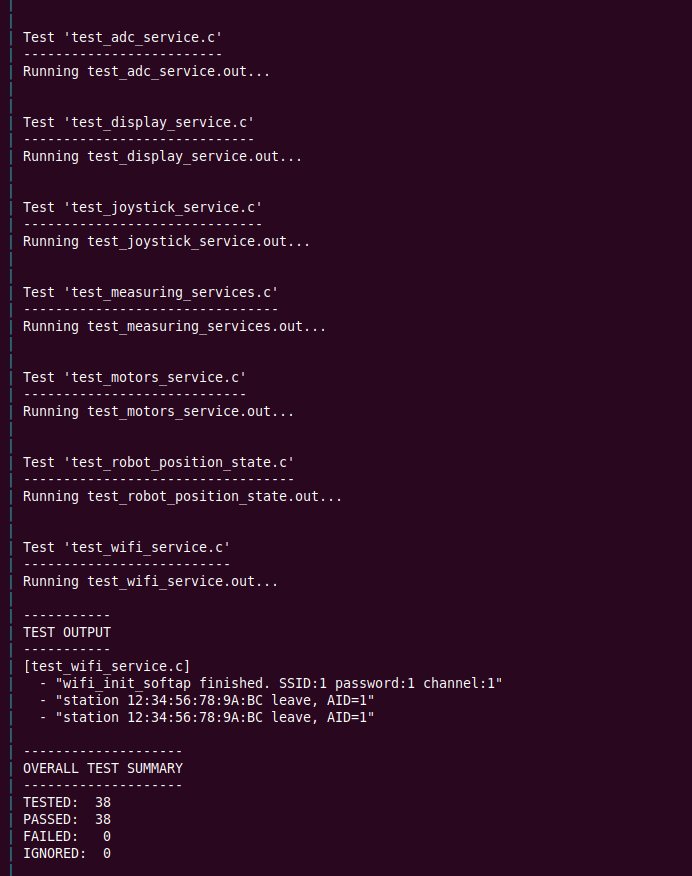 Test 'test_adc_service.c'
-------------------------
Running test_adc_service.out...
Test 'test_display_service.c'
-----------------------------
Running test_display_service.out...
Test 'test_joystick_service.c'
------------------------------
Running test_joystick_service.out...
Test 'test_measuring_services.c'
--------------------------------
Running test_measuring_services.out...
Test 'test_motors_service.c'
----------------------------
Running test_motors_service.out...
Test 'test_robot_position_state.c'
----------------------------------
Running test_robot_position_state.out...
Test 'test_wifi_service.c'
--------------------------
Running test_wifi_service.out...
-----------
TEST OUTPUT
-----------
[test_wifi_service.c]
  - "wifi_init_softap finished. SSID:1 password:1 channel:1"
  - "station 12:34:56:78:9A:BC leave, AID=1"
  - "station 12:34:56:78:9A:BC leave, AID=1"
--------------------
OVERALL TEST SUMMARY
--------------------
TESTED:  38
PASSED:  38
FAILED:   0
IGNORED:  0